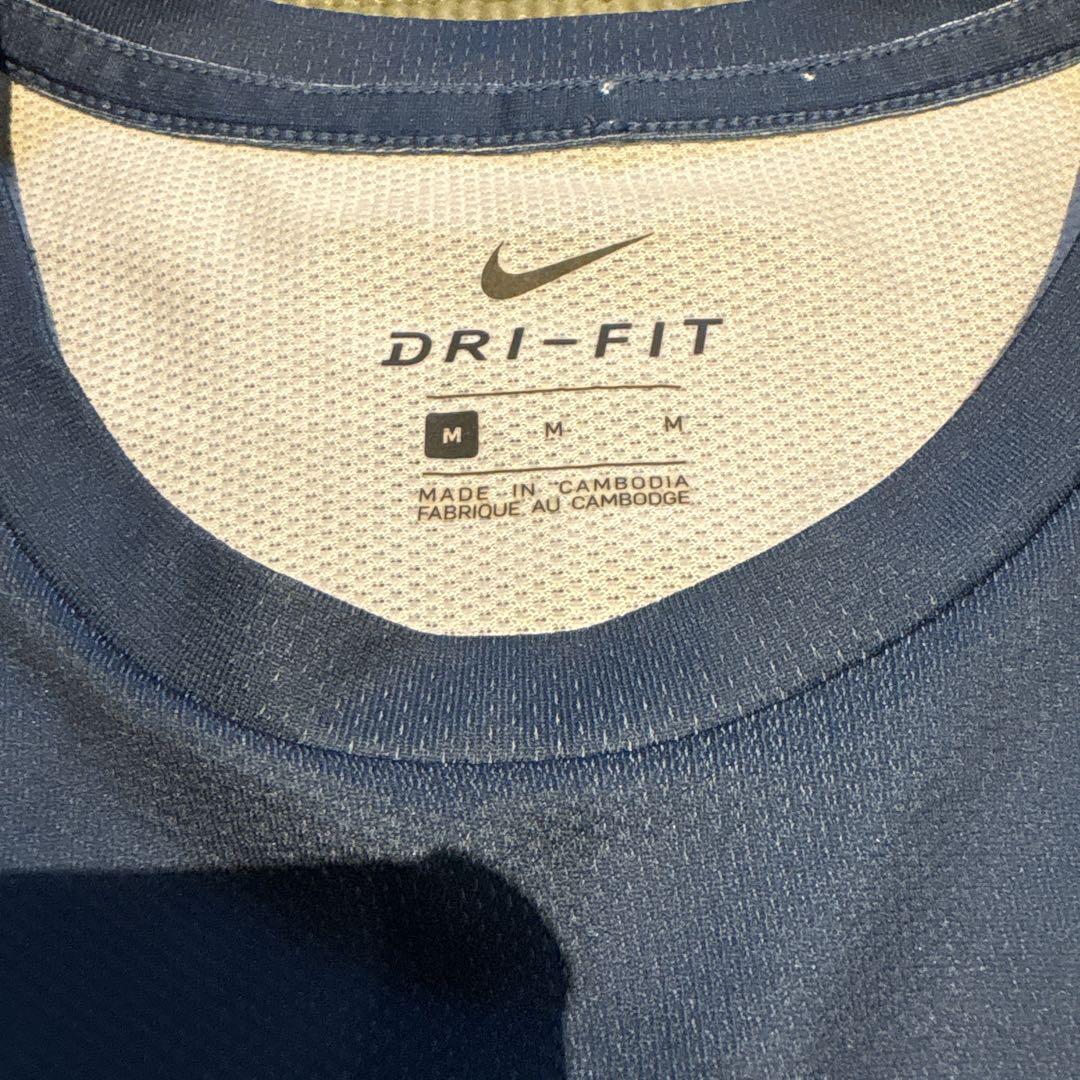 DRI-FIT
M M M
MADE IN CAMBODIA
FABRIQUE AU CAMBODGE